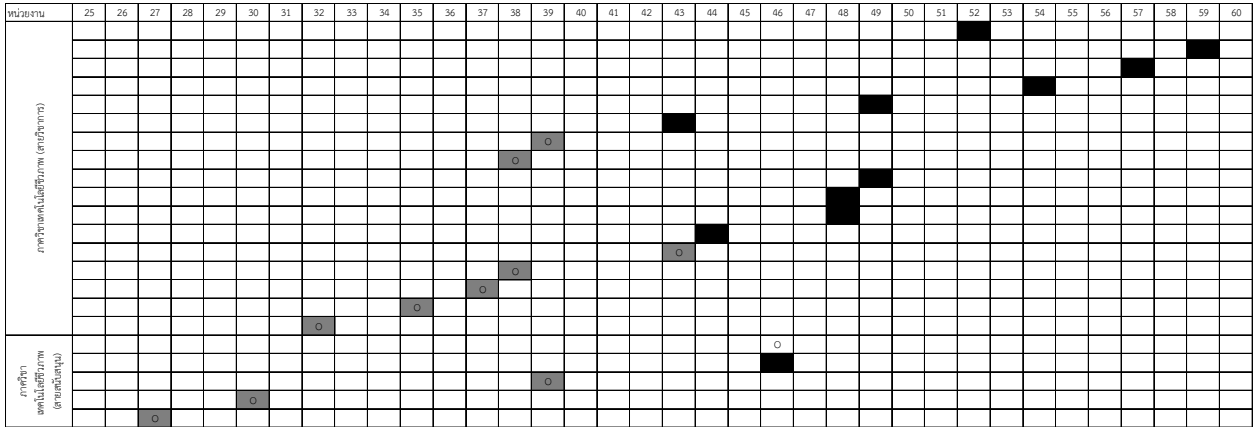 หน่วยงาน 25 26 27 28 29 30 31 32 33 34 35 36 37 38 39 40 41 42 43 44 45 46 47 48 49 50 51 52 53 54 55 56 57 58 59 60
ภาควิชาเทคโนโลยีชีวภาพ (สายวิชาการ)
O
O
O
O
O
O
O
ภาควิชา
เทคโนโลยีชีวภาพ
(สายสนับสนุน)
O
O
O
O